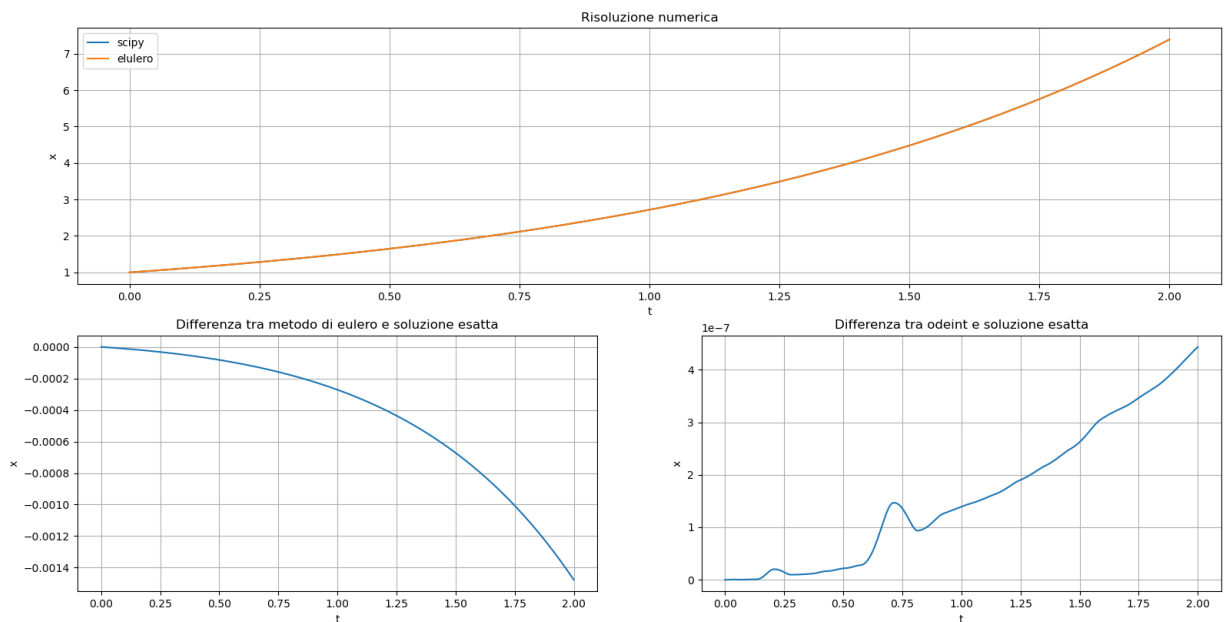 Risoluzione numerica
scipy
elulero
x
7
6
5
4
3
2
1
0.00 0.25 0.50 0.75 1.00 1.25 1.50 1.75 2.00
t
Differenza tra metodo di eulero e soluzione esatta
x
0.0000
−0.0002
−0.0004
−0.0006
−0.0008
−0.0010
−0.0012
−0.0014
0.00 0.25 0.50 0.75 1.00 1.25 1.50 1.75 2.00
t
Differenza tra odeint e soluzione esatta
1e−7
x
4
3
2
1
0
0.00 0.25 0.50 0.75 1.00 1.25 1.50 1.75 2.00
t